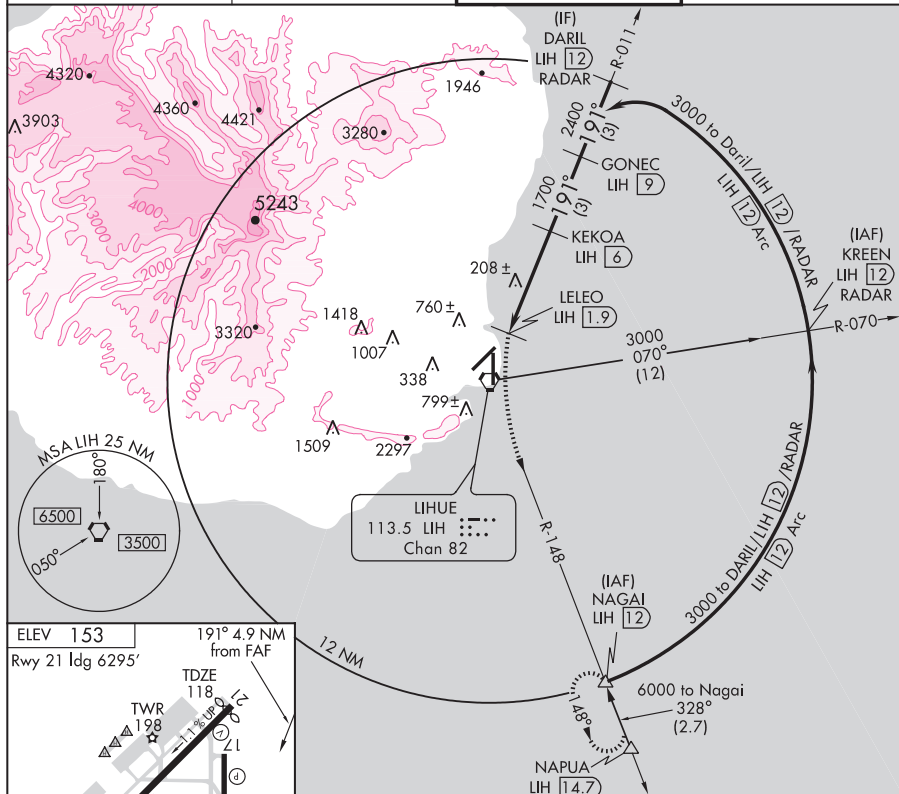 (IF)
DARIL
LIH 12
RADAR
R-011
4320
1946
4360
4421
3903
3280
2400
191°
(3)
3000 to Daril/LIH 12 /RADAR
LIH 12 Arc
GONEC
LIH 9
4000
3000
5243
1700
191°
(3)
(IAF)
KREEN
LIH 12
RADAR
2000
KEKOA
LIH 6
208 ±
LELEO
LIH 1.9
760±
1418
3320
1007
R-070
3000
070°
(12)
338
1000
799±
1509
2297
MSA LIH 25 NM
180°
6500
3500
050°
LIHUE
113.5 LIH
Chan 82
R-148
3000 to DARIL/LIH 12 /RADAR
LIH 12 Arc
(IAF)
NAGAI
LIH 12
12 NM
148°
6000 to Nagai
328°
(2.7)
NAPUA
LIH 14.7
ELEV 153
Rwy 21 ldg 6295'
191° 4.9 NM
from FAF
TDZE
118
TWR
198
21
1.1% UP
V
17
P